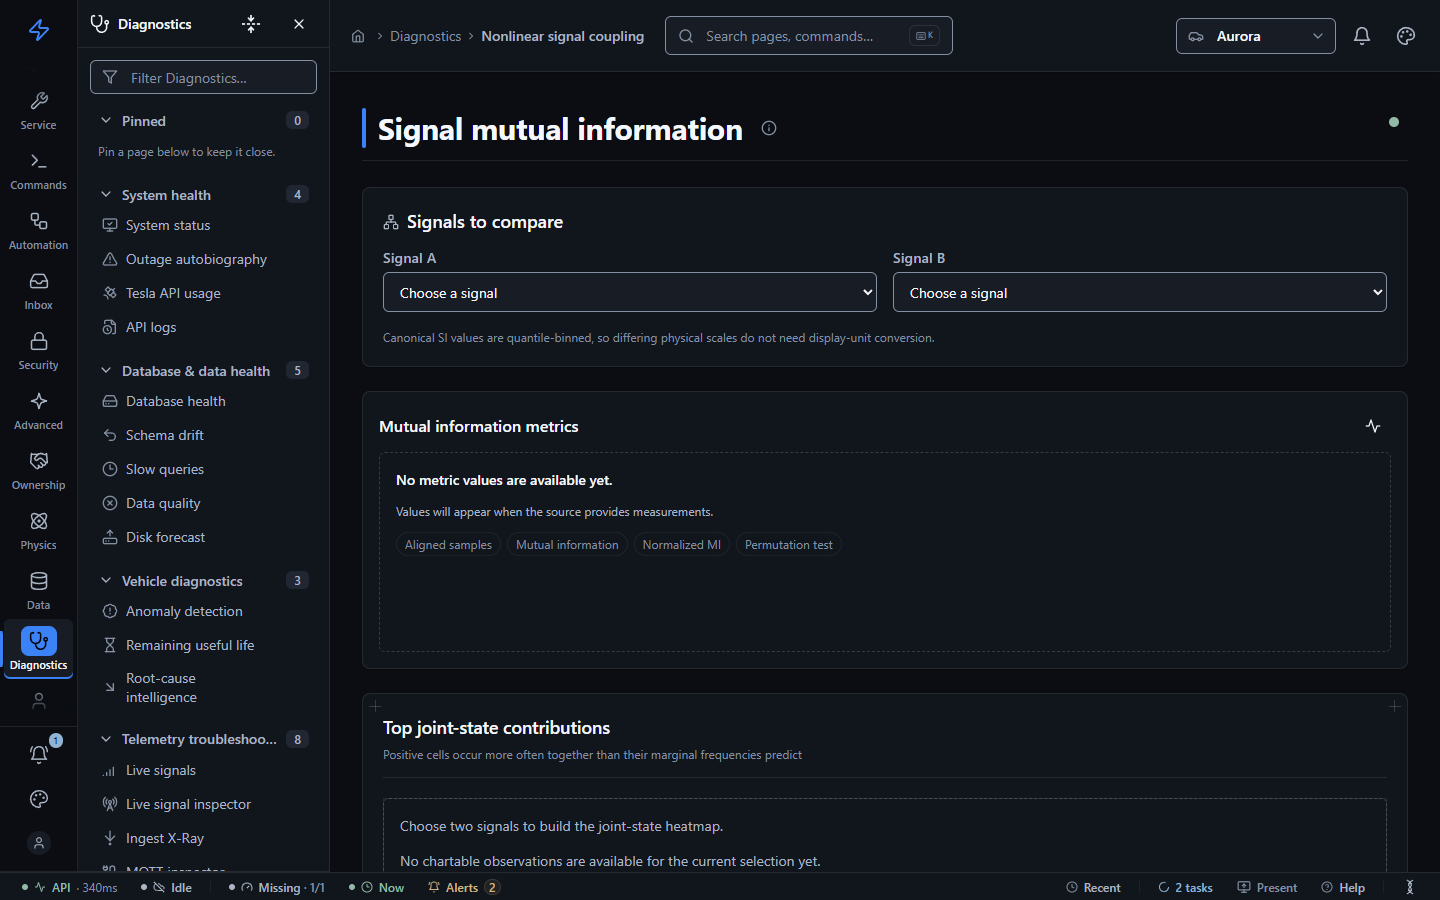 Diagnostics
Diagnostics
Nonlinear signal coupling
Search pages, commands...
K
Aurora
Service
Commands
Automation
Inbox
Security
Advanced
Ownership
Physics
Data
Diagnostics
1
Filter Diagnostics...
Pinned
0
Pin a page below to keep it close.
System health
4
System status
Outage autobiography
Tesla API usage
API logs
Database & data health
5
Database health
Schema drift
Slow queries
Data quality
Disk forecast
Vehicle diagnostics
3
Anomaly detection
Remaining useful life
Root-cause
intelligence
Telemetry troubleshoo...
8
Live signals
Live signal inspector
Ingest X-Ray
MQTT inspector
Signal mutual information
Signals to compare
Signal A
Signal B
Choose a signal
Choose a signal
Canonical SI values are quantile-binned, so differing physical scales do not need display-unit conversion.
Mutual information metrics
No metric values are available yet.
Values will appear when the source provides measurements.
Aligned samples
Mutual information
Normalized MI
Permutation test
Top joint-state contributions
Positive cells occur more often together than their marginal frequencies predict
Choose two signals to build the joint-state heatmap.
No chartable observations are available for the current selection yet.
API · 340ms
Idle
Missing · 1/1
Now
Alerts 2
Recent
2 tasks
Present
Help